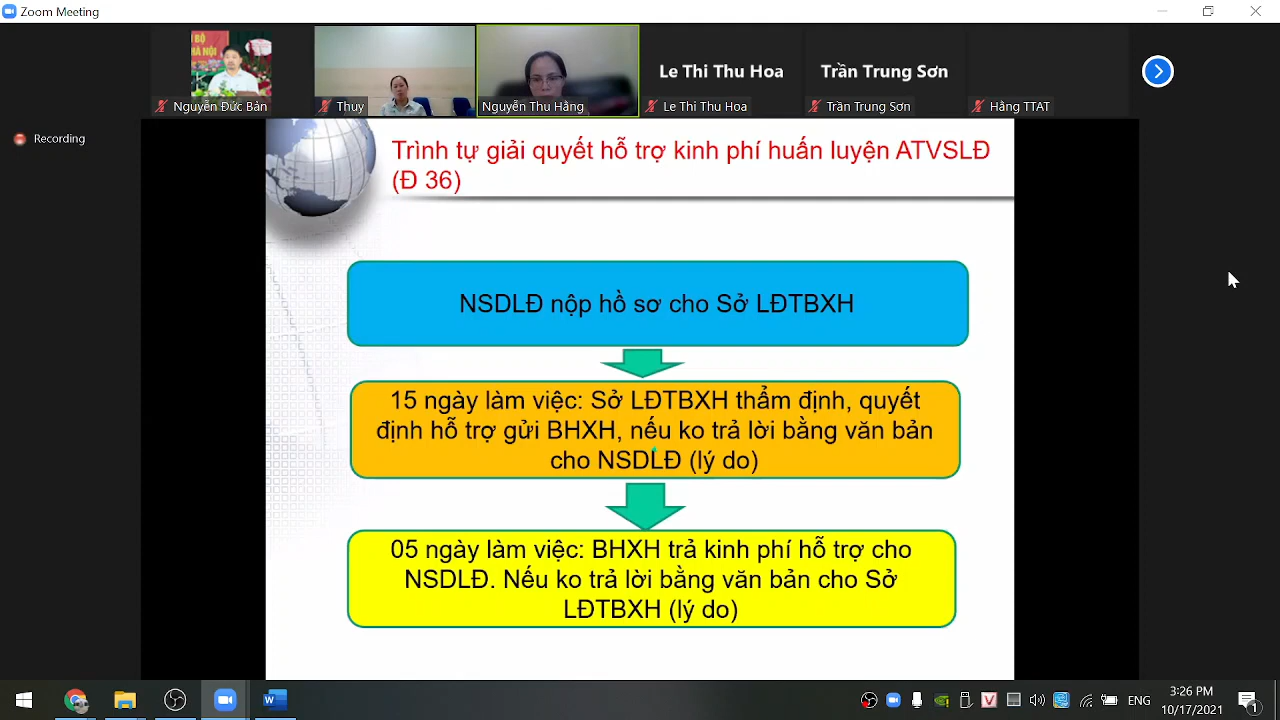 Zoom Meeting
BỘ
HÀ NỘI
Nguyễn Đức Bản
Thuy
Nguyễn Thu Hằng
Le Thi Thu Hoa
Le Thi Thu Hoa
Trần Trung Sơn
Trần Trung Sơn
Hằng TTAT
Recording
Trình tự giải quyết hỗ trợ kinh phí huấn luyện ATVSLĐ
(Đ 36)
NSDLĐ nộp hồ sơ cho Sở LĐTBXH
15 ngày làm việc: Sở LĐTBXH thẩm định, quyết
định hỗ trợ gửi BHXH, nếu ko trả lời bằng văn bản
cho NSDLĐ (lý do)
05 ngày làm việc: BHXH trả kinh phí hỗ trợ cho
NSDLĐ. Nếu ko trả lời bằng văn bản cho Sở
LĐTBXH (lý do)
ENG
3:26 PM
10/17/2021
1